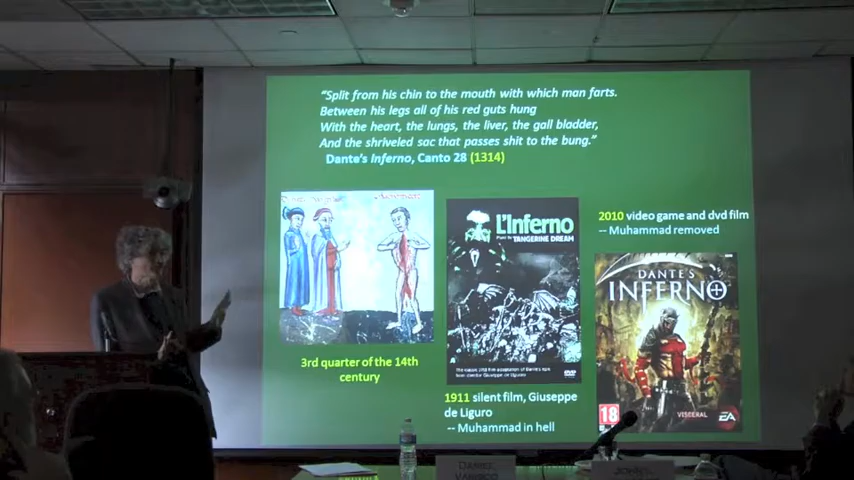 “Split from his chin to the mouth with which man farts.
Between his legs all of his red guts hung
With the heart, the lungs, the liver, the gall bladder,
And the shriveled sac that passes shit to the bung.”
Dante’s Inferno, Canto 28 (1314)
3rd quarter of the 14th
century
L'Inferno
TANGERINE DREAM
1911 silent film, Giuseppe
de Liguro
-- Muhammad in hell
2010 video game and dvd film
-- Muhammad removed
DANTE'S
INFERNO
18
VISCERAL
EA